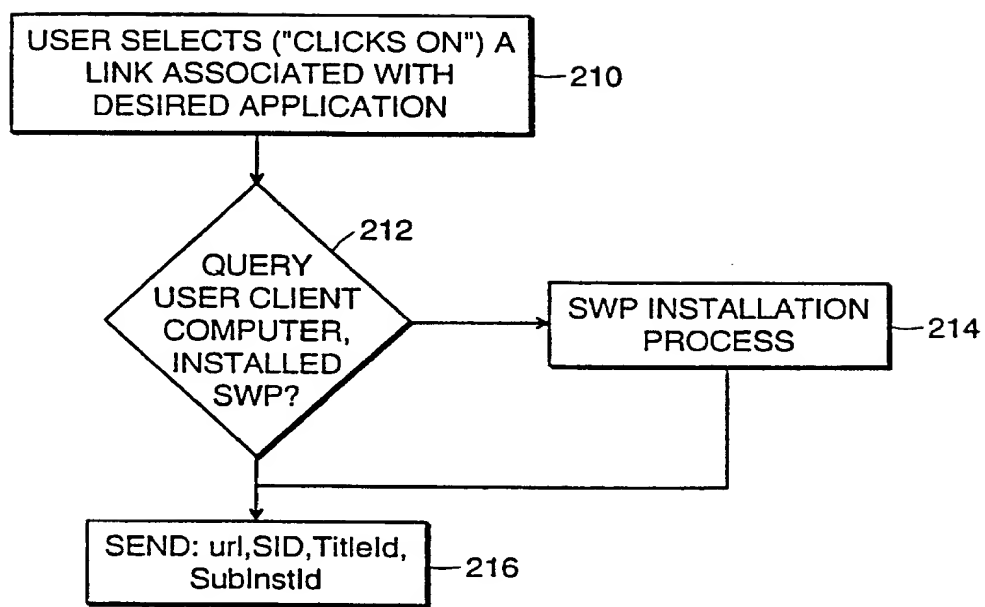 USER SELECTS ("CLICKS ON") A
LINK ASSOCIATED WITH
DESIRED APPLICATION
210
212
QUERY
USER CLIENT
COMPUTER,
INSTALLED
SWP?
SWP INSTALLATION
PROCESS
214
SEND: url,SID,TitleId,
SubInstId
216